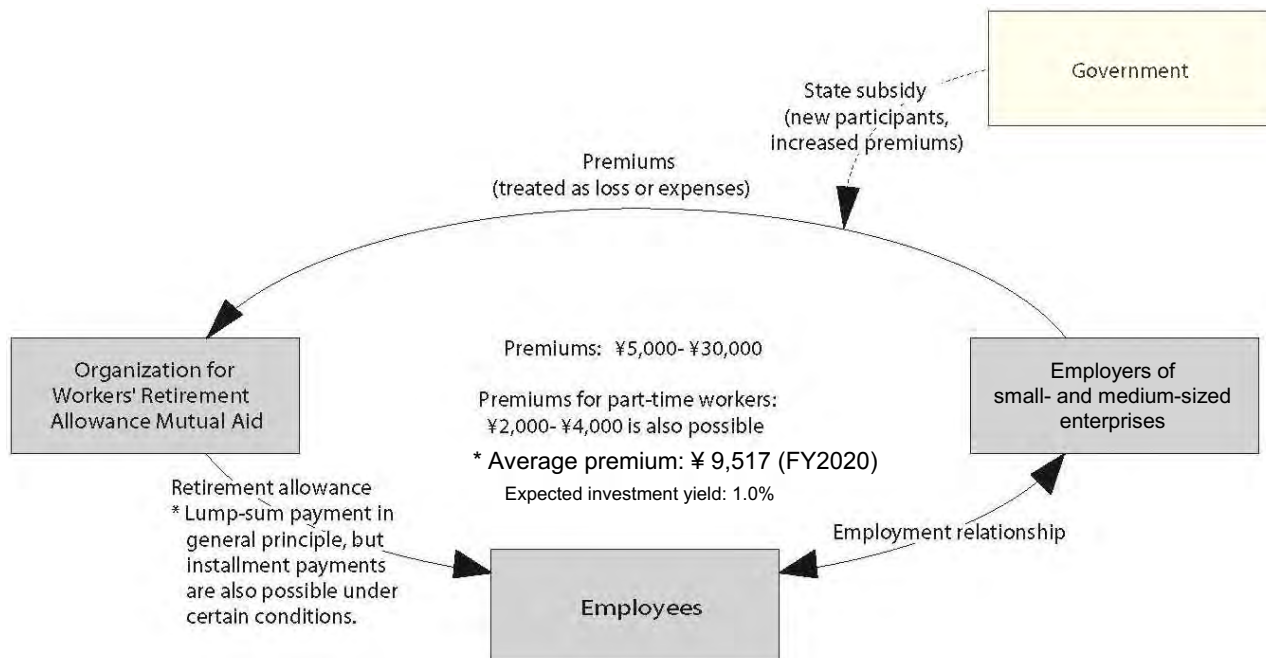 Government
State subsidy
(new participants,
increased premiums)
Premiums
(treated as loss or expenses)
Organization for
Workers' Retirement
Allowance Mutual Aid
Premiums: ¥5,000- ¥30,000
Premiums for part-time workers:
¥2,000- ¥4,000 is also possible
* Average premium: ¥ 9,517 (FY2020)
Expected investment yield: 1.0%
Employers of
small- and medium-sized
enterprises
Retirement allowance
* Lump-sum payment in
general principle, but
installment payments
are also possible under
certain conditions.
Employment relationship
Employees